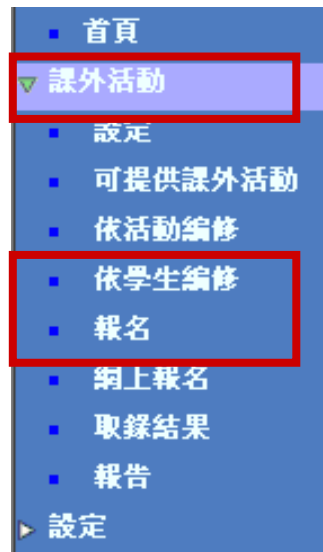 首頁
課外活動
設定
可提供課外活動
依活動編修
依學生編修
報名
網上報名
取錄結果
報告
設定